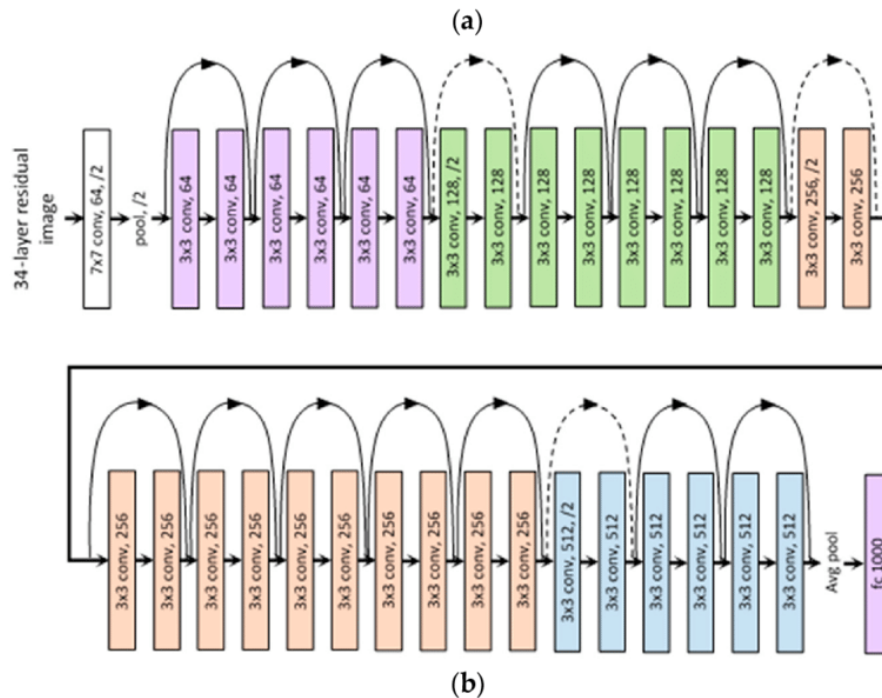 (a)
34-layer residual
image
7x7 conv, 64, /2
pool, /2
3x3 conv, 64
3x3 conv, 64
3x3 conv, 64
3x3 conv, 64
3x3 conv, 64
3x3 conv, 64
3x3 conv, 128, /2
3x3 conv, 128
3x3 conv, 128
3x3 conv, 128
3x3 conv, 128
3x3 conv, 128
3x3 conv, 128
3x3 conv, 128
3x3 conv, 256, /2
3x3 conv, 256
3x3 conv, 256
3x3 conv, 256
3x3 conv, 256
3x3 conv, 256
3x3 conv, 256
3x3 conv, 256
3x3 conv, 256
3x3 conv, 256
3x3 conv, 256
3x3 conv, 256
3x3 conv, 512, /2
3x3 conv, 512
3x3 conv, 512
3x3 conv, 512
3x3 conv, 512
3x3 conv, 512
Avg pool
fc 1000
(b)